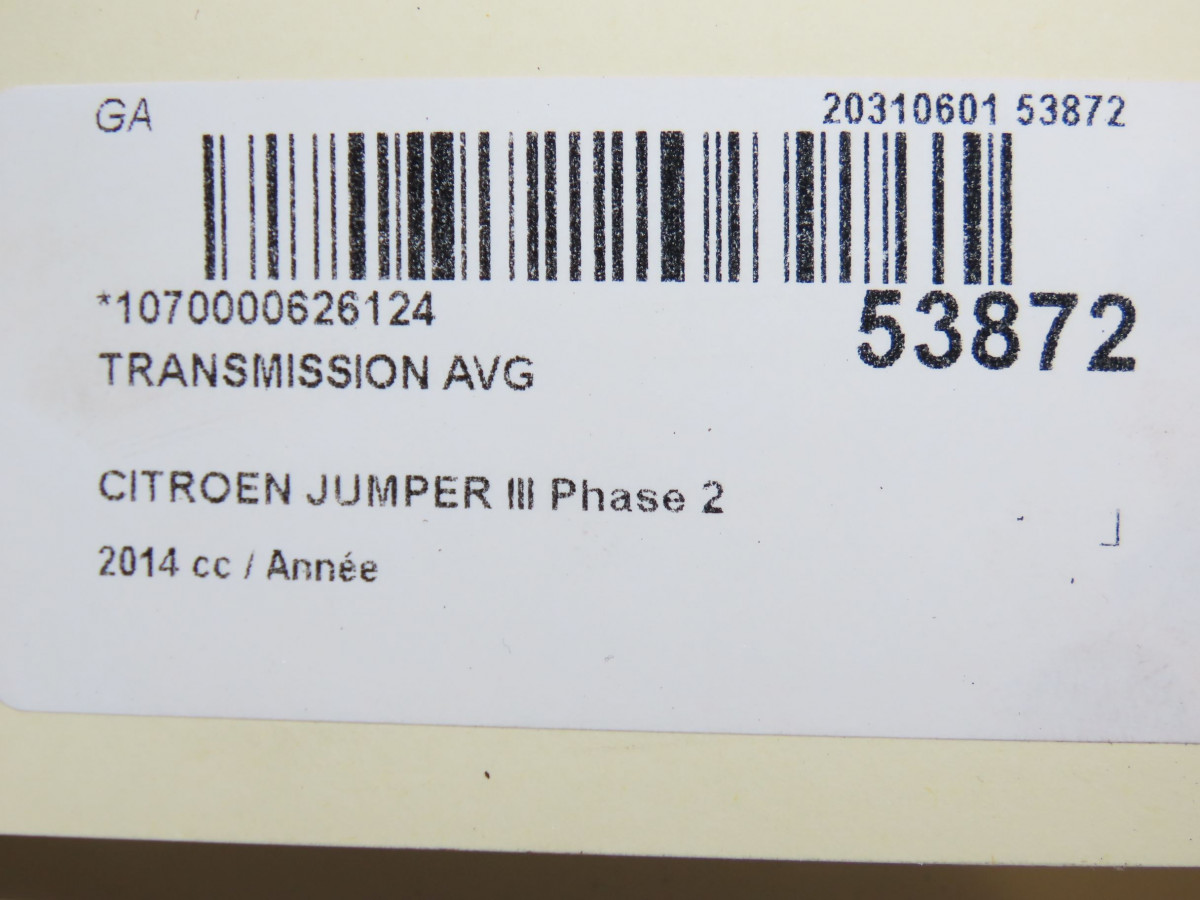 GA
20310601 53872
*1070000626124
53872
TRANSMISSION AVG
CITROEN JUMPER III Phase 2
2014 cc / Année